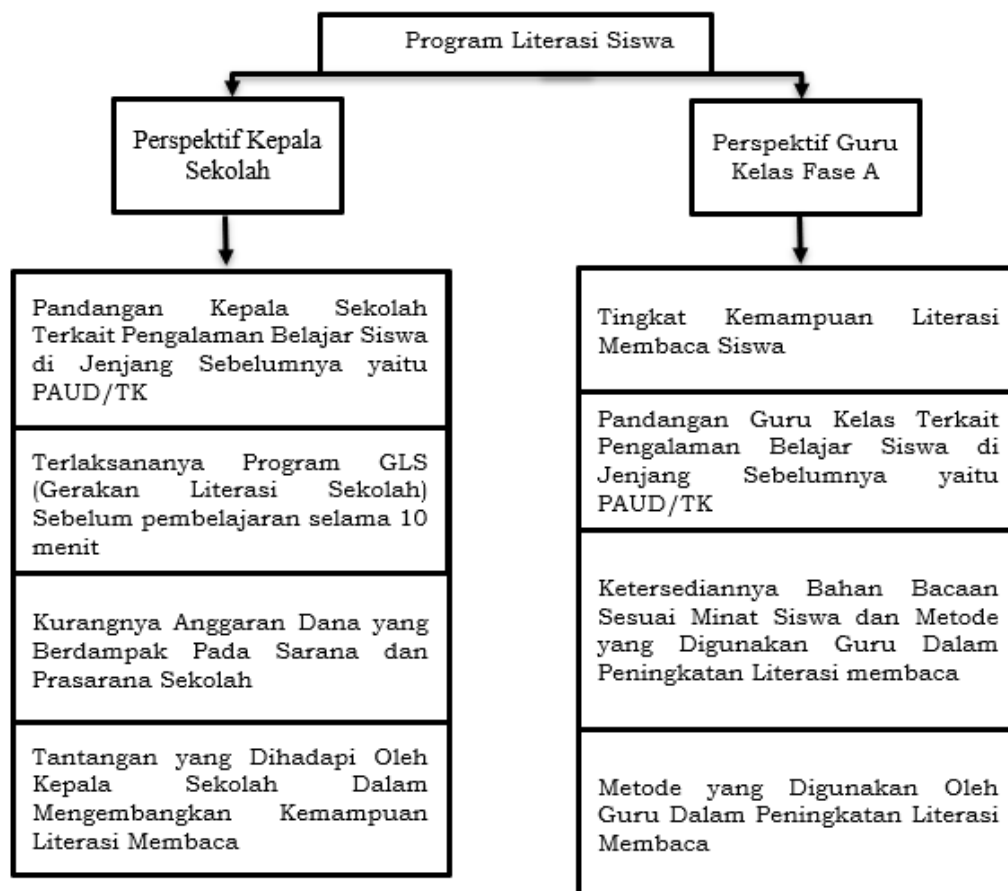 Program Literasi Siswa
Perspektif Kepala
Sekolah
Pandangan Kepala Sekolah
Terkait Pengalaman Belajar Siswa
di Jenjang Sebelumnya yaitu
PAUD/TK
Terlaksananya Program GLS
(Gerakan Literasi Sekolah)
Sebelum pembelajaran selama 10
menit
Kurangnya Anggaran Dana yang
Berdampak Pada Sarana dan
Prasarana Sekolah
Tantangan yang Dihadapi Oleh
Kepala Sekolah Dalam
Mengembangkan Kemampuan
Literasi Membaca
Perspektif Guru
Kelas Fase A
Tingkat Kemampuan Literasi
Membaca Siswa
Pandangan Guru Kelas Terkait
Pengalaman Belajar Siswa di
Jenjang Sebelumnya yaitu
PAUD/TK
Ketersediannya Bahan Bacaan
Sesuai Minat Siswa dan Metode
yang Digunakan Guru Dalam
Peningkatan Literasi membaca
Metode yang Digunakan Oleh
Guru Dalam Peningkatan Literasi
Membaca